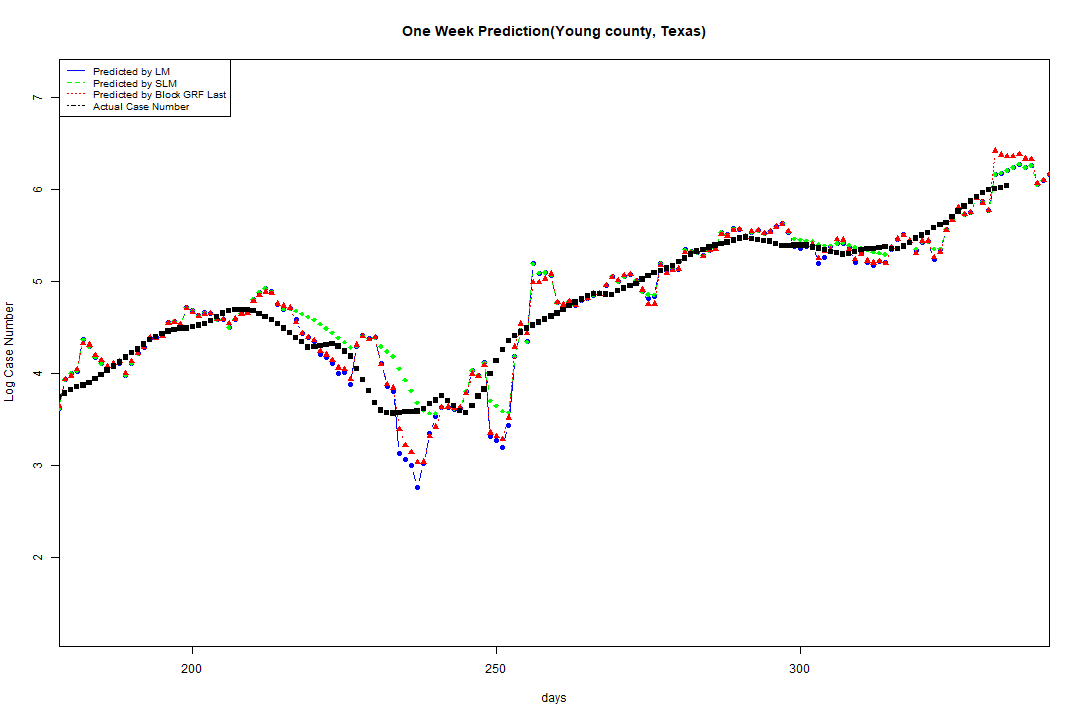 One Week Prediction(Young county, Texas)
Predicted by LM
Predicted by SLM
Predicted by Block GRF Last
Actual Case Number
7
6
5
4
3
2
Log Case Number
200
250
300
days